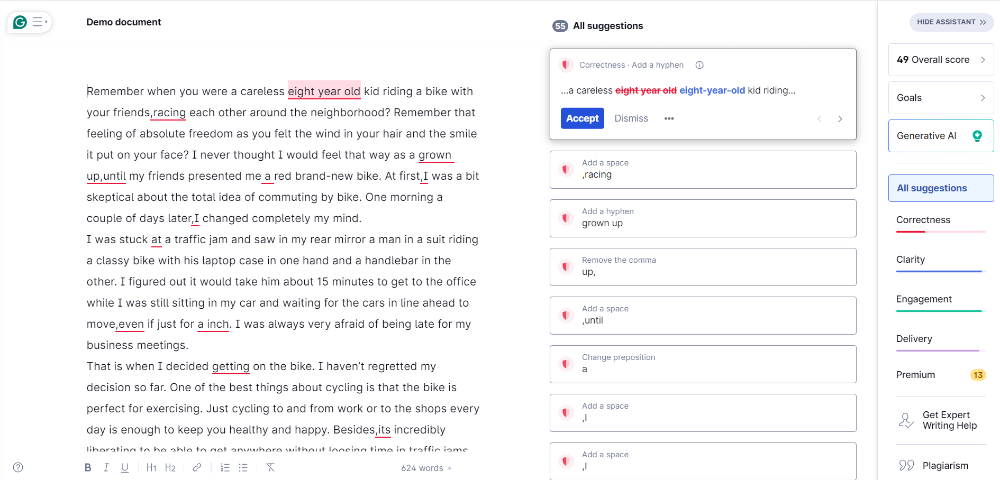 Demo document
Remember when you were a careless eight year old kid riding a bike with
your friends,racing each other around the neighborhood? Remember that
feeling of absolute freedom as you felt the wind in your hair and the smile
it put on your face? I never thought I would feel that way as a grown
up,until my friends presented me a red brand-new bike. At first,I was a bit
skeptical about the total idea of commuting by bike. One morning a
couple of days later,I changed completely my mind.
I was stuck at a traffic jam and saw in my rear mirror a man in a suit riding
a classy bike with his laptop case in one hand and a handlebar in the
other. I figured out it would take him about 15 minutes to get to the office
while I was still sitting in my car and waiting for the cars in line ahead to
move,even if just for a inch. I was always very afraid of being late for my
business meetings.
That is when I decided getting on the bike. I haven’t regretted my
decision so far. One of the best things about cycling is that the bike is
perfect for exercising. Just cycling to and from work or to the shops every
day is enough to keep you healthy and happy. Besides,its incredibly
liberating to be able to get anywhere without loosing time in traffic jams.
B I U H1 H2
624 words
55 All suggestions
Correctness · Add a hyphen
...a careless eight year old eight-year-old kid riding...
Accept Dismiss •••
Add a space
,racing
Add a hyphen
grown up
Remove the comma
up,
Add a space
,until
Change preposition
a
Add a space
,I
Add a space
,I
HIDE ASSISTANT
49 Overall score
Goals
Generative AI
All suggestions
Correctness
Clarity
Engagement
Delivery
Premium 13
Get Expert
Writing Help
Plagiarism